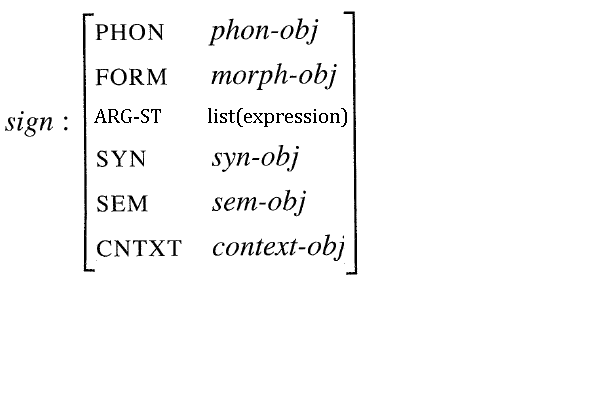 PHON phon-obj
FORM morph-obj
sign : ARG-ST list(expression)
SYN syn-obj
SEM sem-obj
CNTXT context-obj